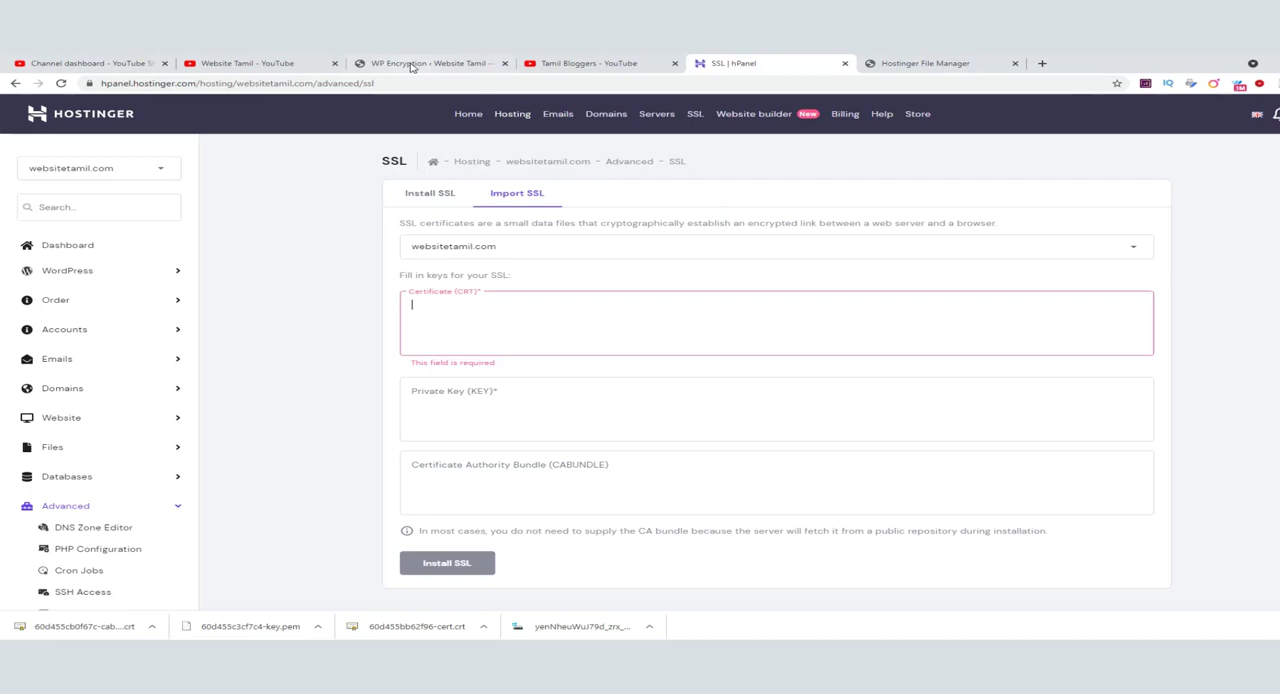 Channel dashboard - YouTube St
Website Tamil - YouTube
WP Encryption ‹ Website Tamil —
Tamil Bloggers - YouTube
SSL | hPanel
Hostinger File Manager
hpanel.hostinger.com/hosting/websitetamil.com/advanced/ssl
IQ
1M
HOSTINGER
Home
Hosting
Emails
Domains
Servers
SSL
Website builder
New
Billing
Help
Store
websitetamil.com
Search...
Dashboard
WordPress
Order
Accounts
Emails
Domains
Website
Files
Databases
Advanced
DNS Zone Editor
PHP Configuration
Cron Jobs
SSH Access
SSL
- Hosting - websitetamil.com - Advanced - SSL
Install SSL
Import SSL
SSL certificates are a small data files that cryptographically establish an encrypted link between a web server and a browser.
websitetamil.com
Fill in keys for your SSL:
Certificate (CRT)*
This field is required
Private Key (KEY)*
Certificate Authority Bundle (CABUNDLE)
In most cases, you do not need to supply the CA bundle because the server will fetch it from a public repository during installation.
Install SSL
60d455cb0f67c-cab....crt
60d455c3cf7c4-key.pem
60d455bb62f96-cert.crt
yenNheuWuJ79d_zrx_...